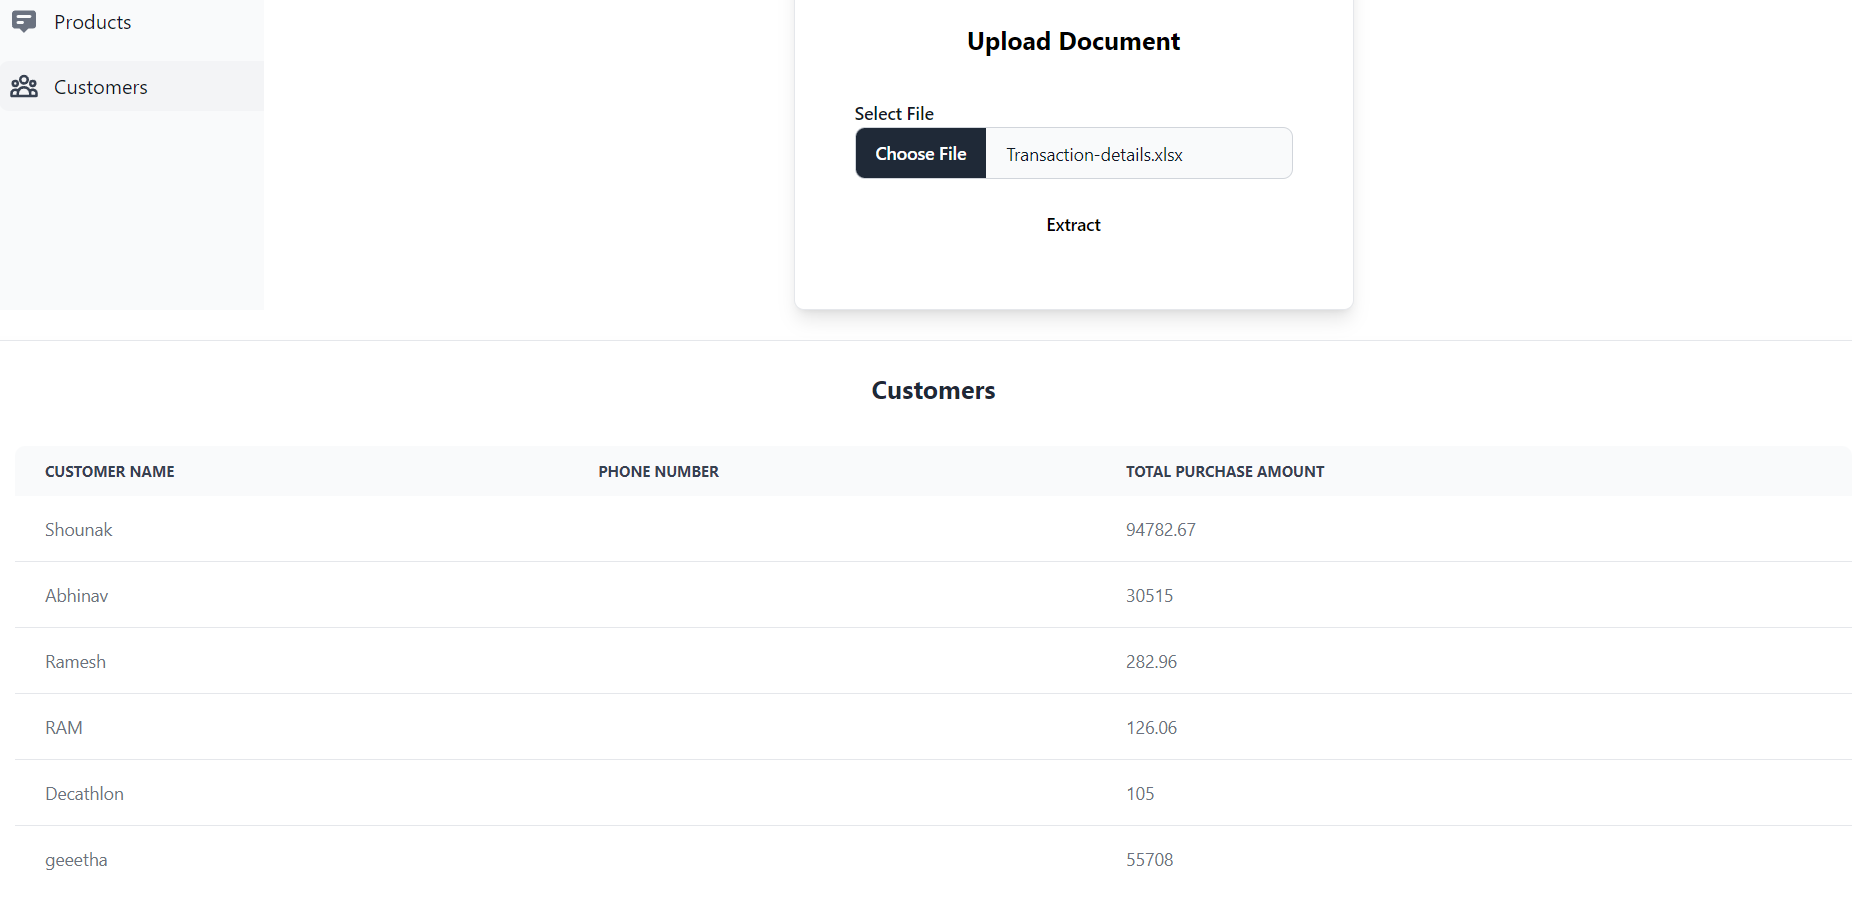 Products
Customers
Upload Document
Select File
Choose File Transaction-details.xlsx
Extract
Customers
CUSTOMER NAME PHONE NUMBER TOTAL PURCHASE AMOUNT
Shounak 94782.67
Abhinav 30515
Ramesh 282.96
RAM 126.06
Decathlon 105
geeetha 55708